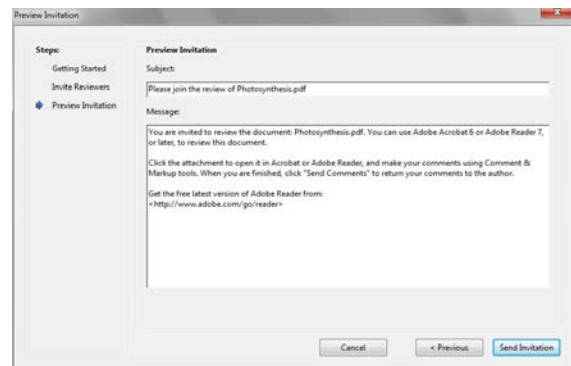 Preview Invitation
Steps:
Getting Started
Invite Reviewers
Preview Invitation
Preview Invitation
Subject:
Please join the review of Photosynthesis.pdf
Message:
You are invited to review the document: Photosynthesis.pdf. You can use Adobe Acrobat 6 or Adobe Reader 7,
or later, to review this document.
Click the attachment to open it in Acrobat or Adobe Reader, and make your comments using Comment &
Markup tools. When you are finished, click "Send Comments" to return your comments to the author.
Get the free latest version of Adobe Reader from:
<http://www.adobe.com/go/reader>
Cancel
< Previous
Send Invitation